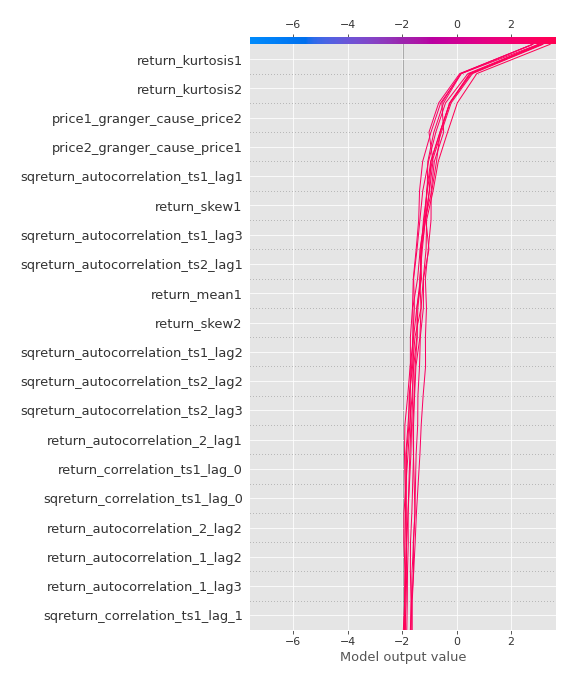 −6 −4 −2 0 2
return_kurtosis1
return_kurtosis2
price1_granger_cause_price2
price2_granger_cause_price1
sqreturn_autocorrelation_ts1_lag1
return_skew1
sqreturn_autocorrelation_ts1_lag3
sqreturn_autocorrelation_ts2_lag1
return_mean1
return_skew2
sqreturn_autocorrelation_ts1_lag2
sqreturn_autocorrelation_ts2_lag2
sqreturn_autocorrelation_ts2_lag3
return_autocorrelation_2_lag1
return_correlation_ts1_lag_0
sqreturn_correlation_ts1_lag_0
return_autocorrelation_2_lag2
return_autocorrelation_1_lag2
return_autocorrelation_1_lag3
sqreturn_correlation_ts1_lag_1
−6 −4 −2 0 2
Model output value